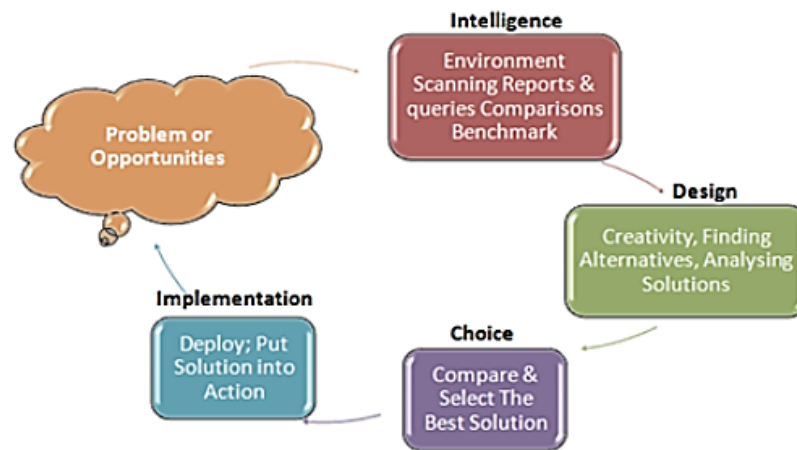 Intelligence
Environment
Scanning Reports &
queries Comparisons
Benchmark
Problem or
Opportunities
Design
Creativity, Finding
Alternatives, Analysing
Solutions
Choice
Compare &
Select The
Best Solution
Implementation
Deploy; Put
Solution into
Action